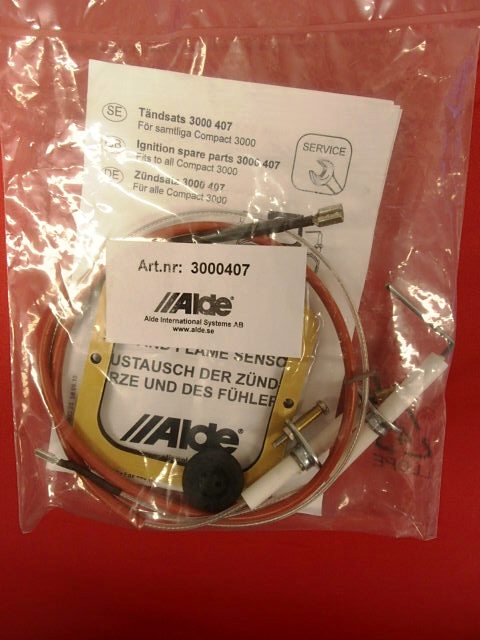 SE
Tändsats 3000 407
För samtliga Compact 3000
GB
Ignition spare parts 3000 407
Fits to all Compact 3000
DE
Zündsats 3000 407
Für alle Compact 3000
SERVICE
Art.nr: 3000407
Alde®
Alde International Systems AB
www.alde.se
AND FLAME SENSO
USTAUSCH DER ZÜND
RZE UND DES FÜHLER
Alde®